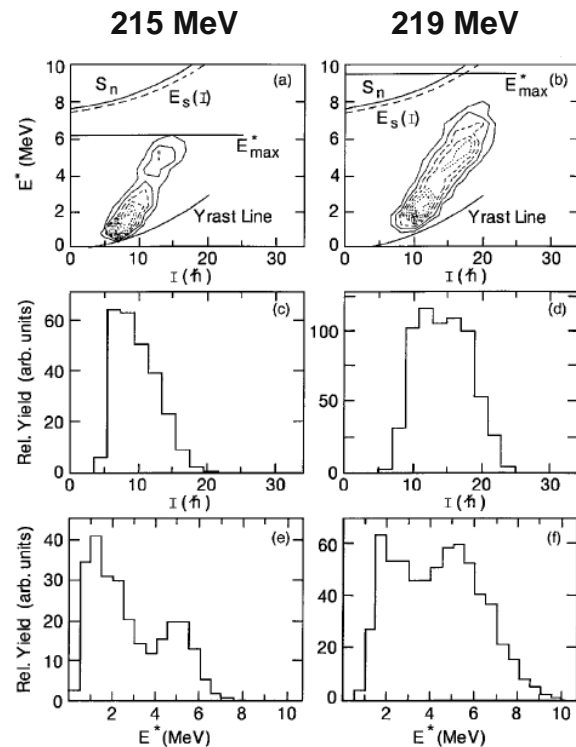 215 MeV 219 MeV
10
8
6
4
2
0
E* (MeV)
S_n
(a)
E_s(I)
E*_max
Yrast Line
0 10 20 30
I (ℏ)
10
8
6
4
2
0
S_n
(b)
E_s(I)
E*_max
Yrast Line
0 10 20 30
I (ℏ)
Rel. Yield (arb. units)
60
40
20
0
(c)
0 10 20 30
I (ℏ)
100
50
0
(d)
0 10 20 30
I (ℏ)
Rel. Yield (arb. units)
40
30
20
10
0
(e)
2 4 6 8 10
E* (MeV)
60
40
20
0
(f)
2 4 6 8 10
E* (MeV)